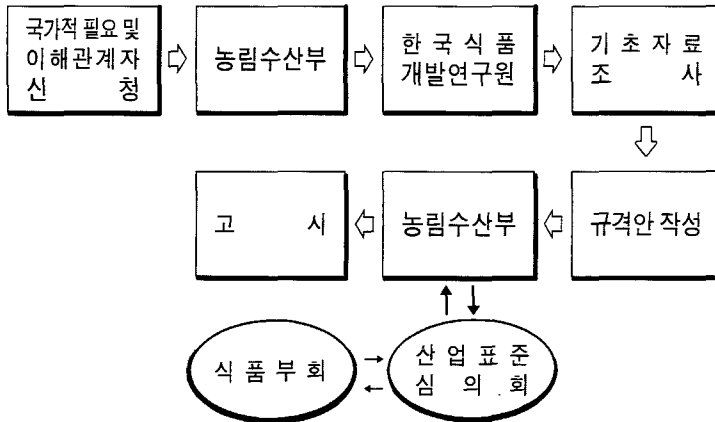 국가적 필요 및
이해관계자
신 청
농림수산부
한 국 식 품
개발연구원
기 초 자 료
조 사
규격안 작성
농림수산부
고 시
식 품 부 회
산 업 표 준
심 의 회